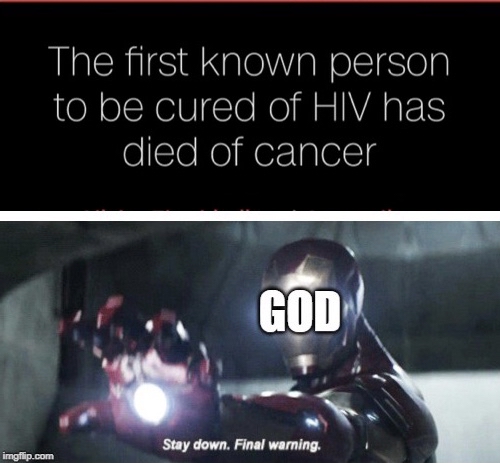 The first known person
to be cured of HIV has
died of cancer
GOD
Stay down. Final warning.
imgflip.com